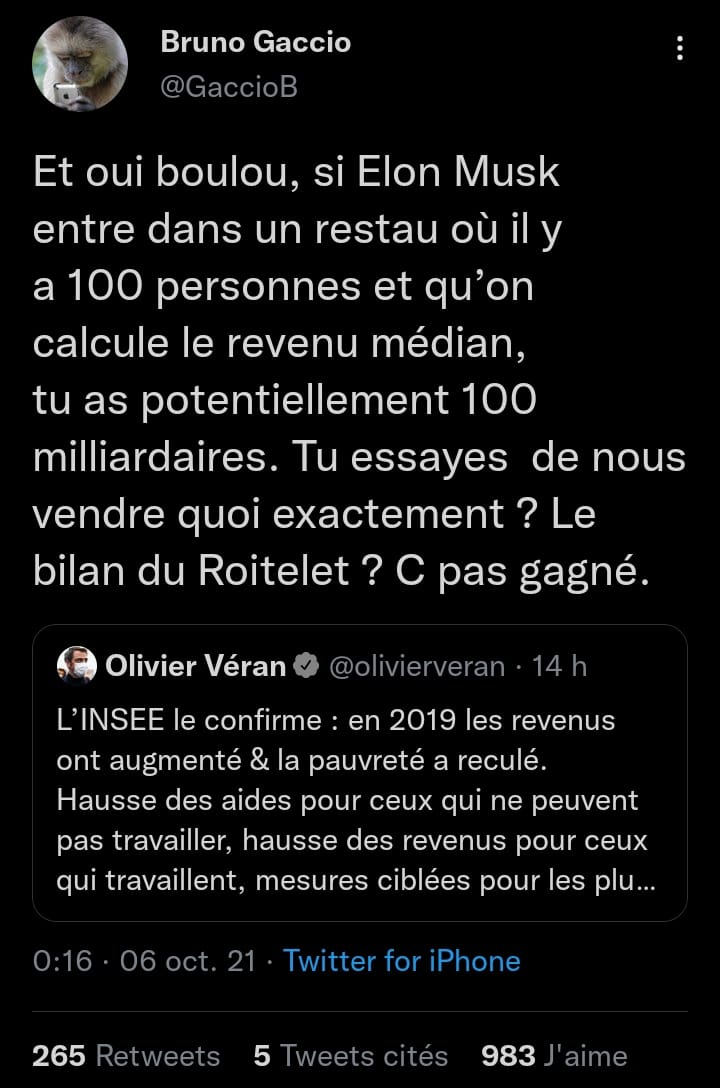 Bruno Gaccio
@GaccioB
Et oui boulou, si Elon Musk
entre dans un restau où il y
a 100 personnes et qu’on
calcule le revenu médian,
tu as potentiellement 100
milliardaires. Tu essayes  de nous
vendre quoi exactement ? Le
bilan du Roitelet ? C pas gagné.
Olivier Véran @olivierveran · 14 h
L’INSEE le confirme : en 2019 les revenus
ont augmenté & la pauvreté a reculé.
Hausse des aides pour ceux qui ne peuvent
pas travailler, hausse des revenus pour ceux
qui travaillent, mesures ciblées pour les plu...
0:16 · 06 oct. 21 · Twitter for iPhone
265 Retweets 5 Tweets cités 983 J'aime